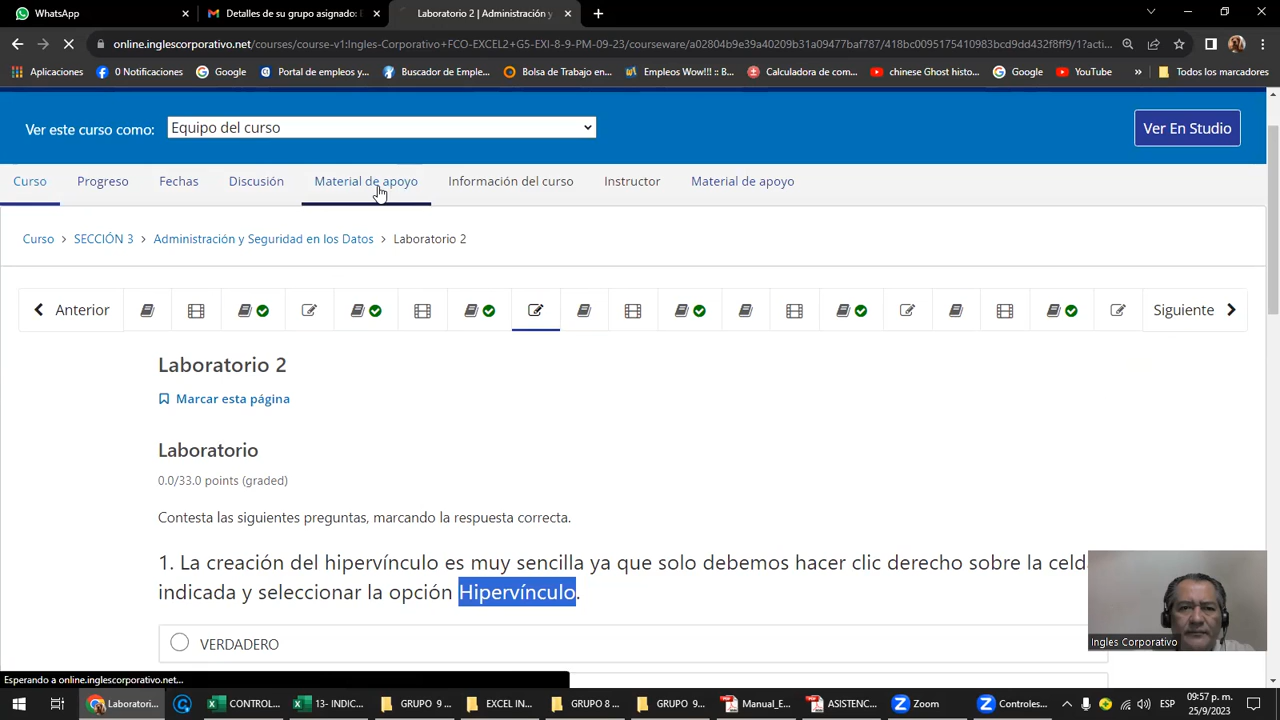 WhatsApp
Detalles de su grupo asignado: I
Laboratorio 2 | Administración y
online.inglescorporativo.net/courses/course-v1:Ingles-Corporativo+FCO-EXCEL2+G5-EXI-8-9-PM-09-23/courseware/a02804b9e39a40209b31a09477baf787/418bc0095175410983bcd9dd432f8ff9/1?acti...
Aplicaciones
0 Notificaciones
Google
Portal de empleos y...
Buscador de Emple...
Bolsa de Trabajo en...
Empleos Wow!!! :: B...
Calculadora de com...
chinese Ghost histo...
Google
YouTube
»
Todos los marcadores
Ver este curso como:
Equipo del curso
Ver En Studio
Curso
Progreso
Fechas
Discusión
Material de apoyo
Información del curso
Instructor
Material de apoyo
Curso > SECCIÓN 3 > Administración y Seguridad en los Datos > Laboratorio 2
Anterior
Siguiente
Laboratorio 2
Marcar esta página
Laboratorio
0.0/33.0 points (graded)
Contesta las siguientes preguntas, marcando la respuesta correcta.
1. La creación del hipervínculo es muy sencilla ya que solo debemos hacer clic derecho sobre la celda
indicada y seleccionar la opción Hipervínculo.
VERDADERO
Ingles Corporativo
Esperando a online.inglescorporativo.net...
Laboratori...
CONTROL...
13- INDIC...
GRUPO 9...
EXCEL IN...
GRUPO 8 ...
GRUPO 9...
Manual_E...
ASISTENC...
Zoom
Controles...
ESP
09:57 p. m.
25/9/2023